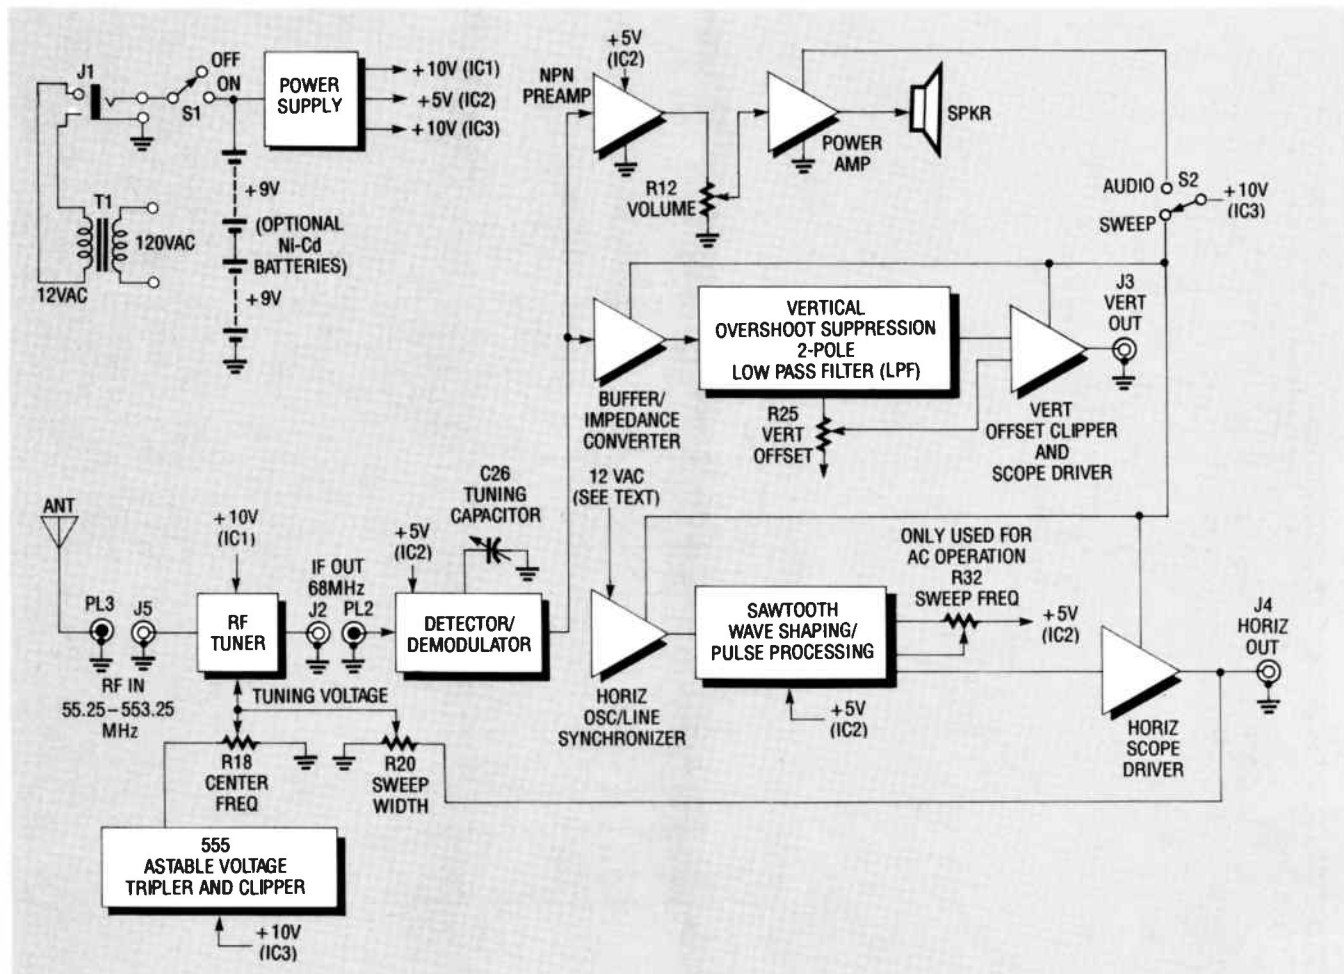 J1
OFF
ON
S1
POWER
SUPPLY
+10V (IC1)
+5V (IC2)
+10V (IC3)
+9V
(OPTIONAL
Ni-Cd
BATTERIES)
+9V
T1
120VAC
12VAC
+5V
(IC2)
NPN
PREAMP
R12
VOLUME
POWER
AMP
SPKR
AUDIO
S2
SWEEP
+10V
(IC3)
BUFFER/
IMPEDANCE
CONVERTER
VERTICAL
OVERSHOOT SUPPRESSION
2-POLE
LOW PASS FILTER (LPF)
R25
VERT
OFFSET
J3
VERT
OUT
VERT
OFFSET CLIPPER
AND
SCOPE DRIVER
ANT
PL3
J5
RF IN
55.25–553.25
MHz
+10V
(IC1)
RF
TUNER
IF OUT
68MHz
J2
PL2
+5V
(IC2)
C26
TUNING
CAPACITOR
DETECTOR/
DEMODULATOR
TUNING VOLTAGE
R18
CENTER
FREQ
R20
SWEEP
WIDTH
555
ASTABLE VOLTAGE
TRIPLER AND CLIPPER
+10V
(IC3)
12 VAC
(SEE TEXT)
HORIZ
OSC/LINE
SYNCHRONIZER
SAWTOOTH
WAVE SHAPING/
PULSE PROCESSING
+5V
(IC2)
ONLY USED FOR
AC OPERATION
R32
SWEEP FREQ
+5V
(IC2)
HORIZ
SCOPE
DRIVER
J4
HORIZ
OUT